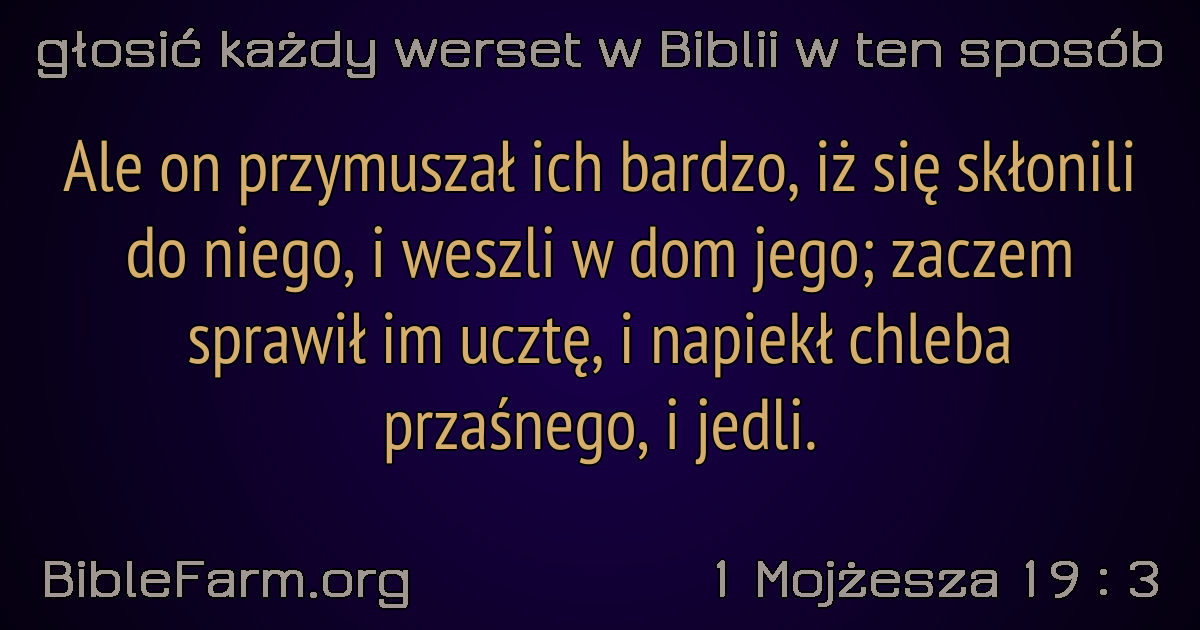 głosić każdy werset w Biblii w ten sposób
Ale on przymuszał ich bardzo, iż się skłonili
do niego, i weszli w dom jego; zaczem
sprawił im ucztę, i napiekł chleba
przaśnego, i jedli.
BibleFarm.org
1 Mojżesza 19 : 3